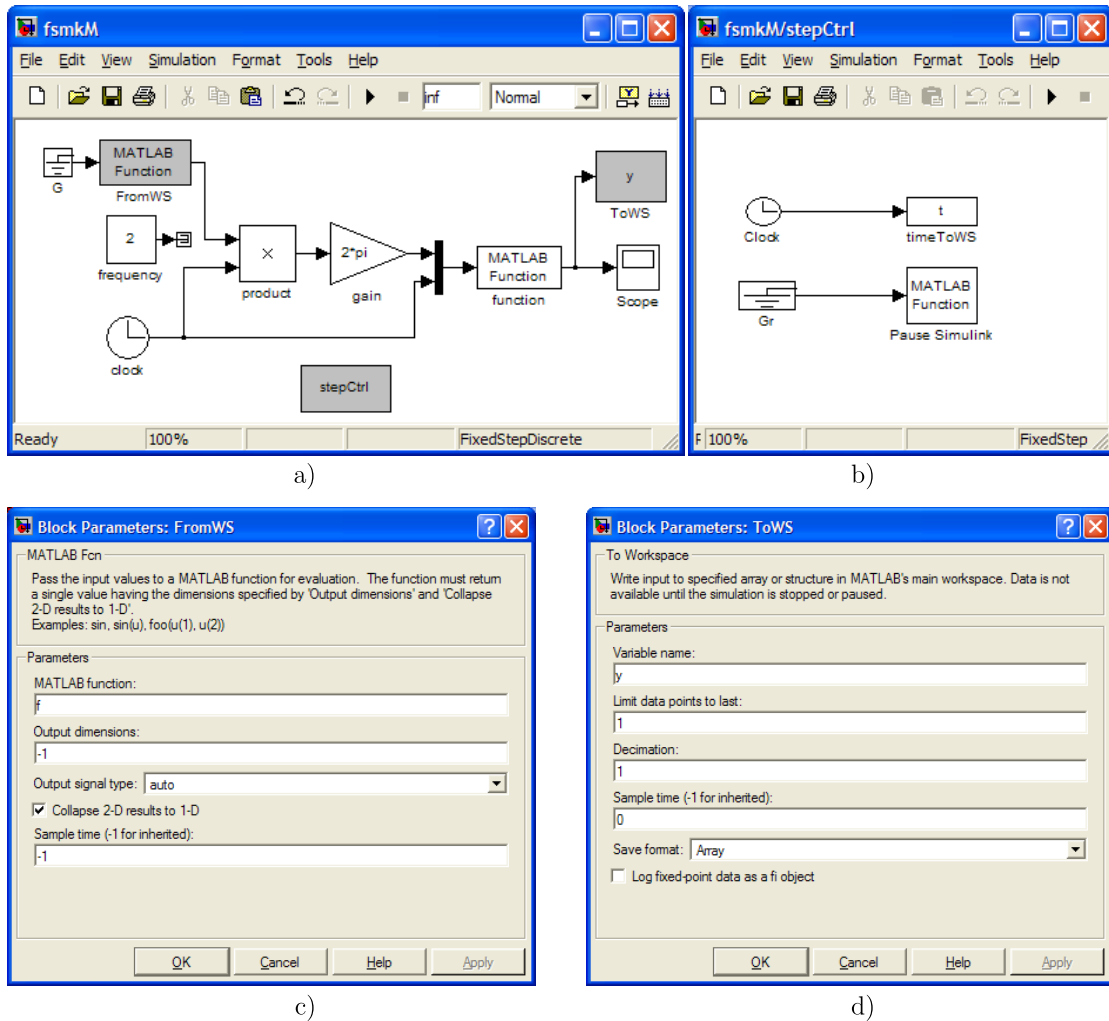 fsmkM
File Edit View Simulation Format Tools Help
inf Normal
MATLAB
Function
G
FromWS
2
frequency
×
product
2*pi
gain
clock
MATLAB
Function
function
y
ToWS
Scope
stepCtrl
Ready 100% FixedStepDiscrete
a)
fsmkM/stepCtrl
File Edit View Simulation Format Tools Help
Clock
t
timeToWS
Gr
MATLAB
Function
Pause Simulink
F 100% FixedStep
b)
Block Parameters: FromWS
MATLAB Fcn
Pass the input values to a MATLAB function for evaluation. The function must return
a single value having the dimensions specified by 'Output dimensions' and 'Collapse
2-D results to 1-D'.
Examples: sin, sin(u), foo(u(1), u(2))
Parameters
MATLAB function:
f
Output dimensions:
-1
Output signal type: auto
Collapse 2-D results to 1-D
Sample time (-1 for inherited):
-1
OK Cancel Help Apply
c)
Block Parameters: ToWS
To Workspace
Write input to specified array or structure in MATLAB's main workspace. Data is not
available until the simulation is stopped or paused.
Parameters
Variable name:
y
Limit data points to last:
1
Decimation:
1
Sample time (-1 for inherited):
0
Save format: Array
Log fixed-point data as a fi object
OK Cancel Help Apply
d)